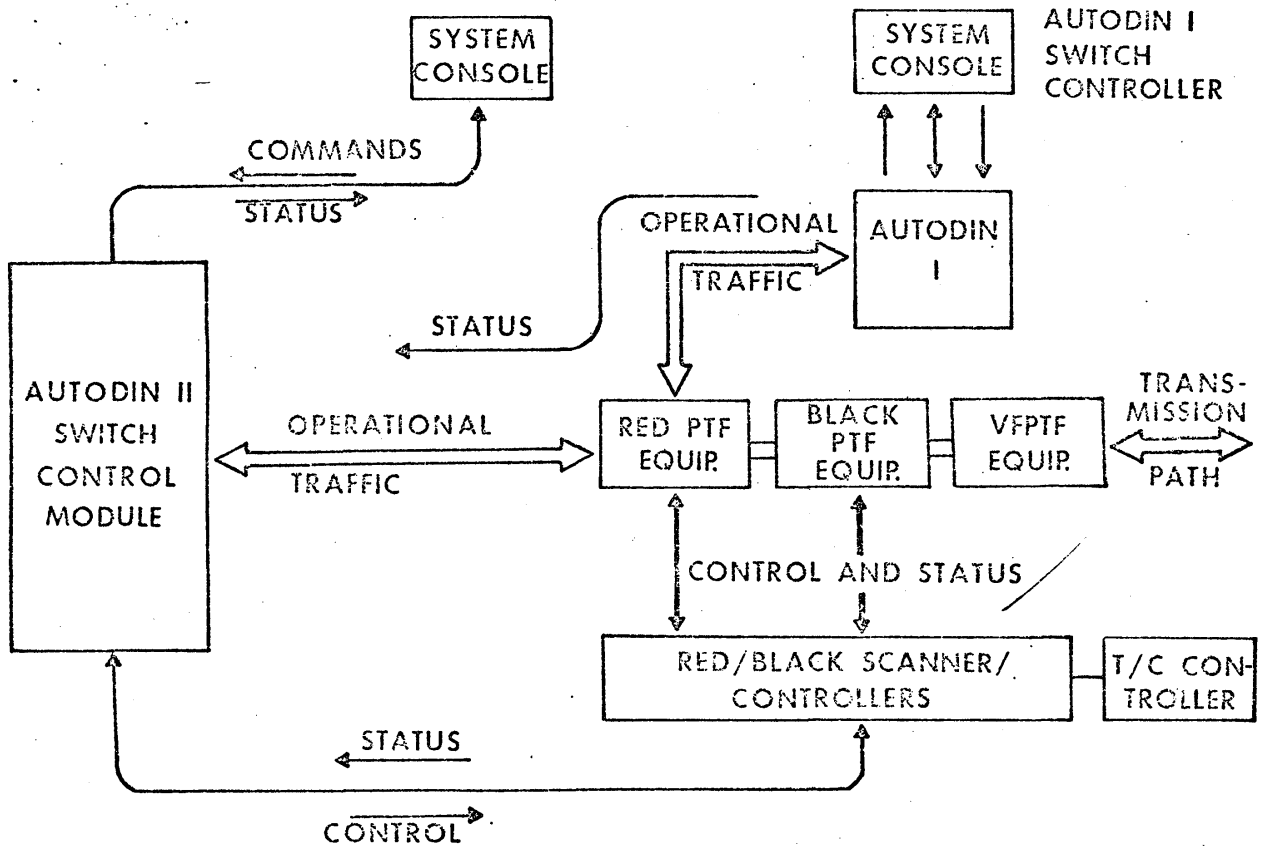 SYSTEM
CONSOLE
SYSTEM
CONSOLE
AUTODIN I
SWITCH
CONTROLLER
COMMANDS
STATUS
OPERATIONAL
TRAFFIC
AUTODIN
I
STATUS
AUTODIN II
SWITCH
CONTROL
MODULE
OPERATIONAL
TRAFFIC
RED PTF
EQUIP.
BLACK
PTF
EQUIP.
VFPTF
EQUIP.
TRANS-
MISSION
PATH
CONTROL AND STATUS
RED/BLACK SCANNER/
CONTROLLERS
T/C CON-
TROLLER
STATUS
CONTROL